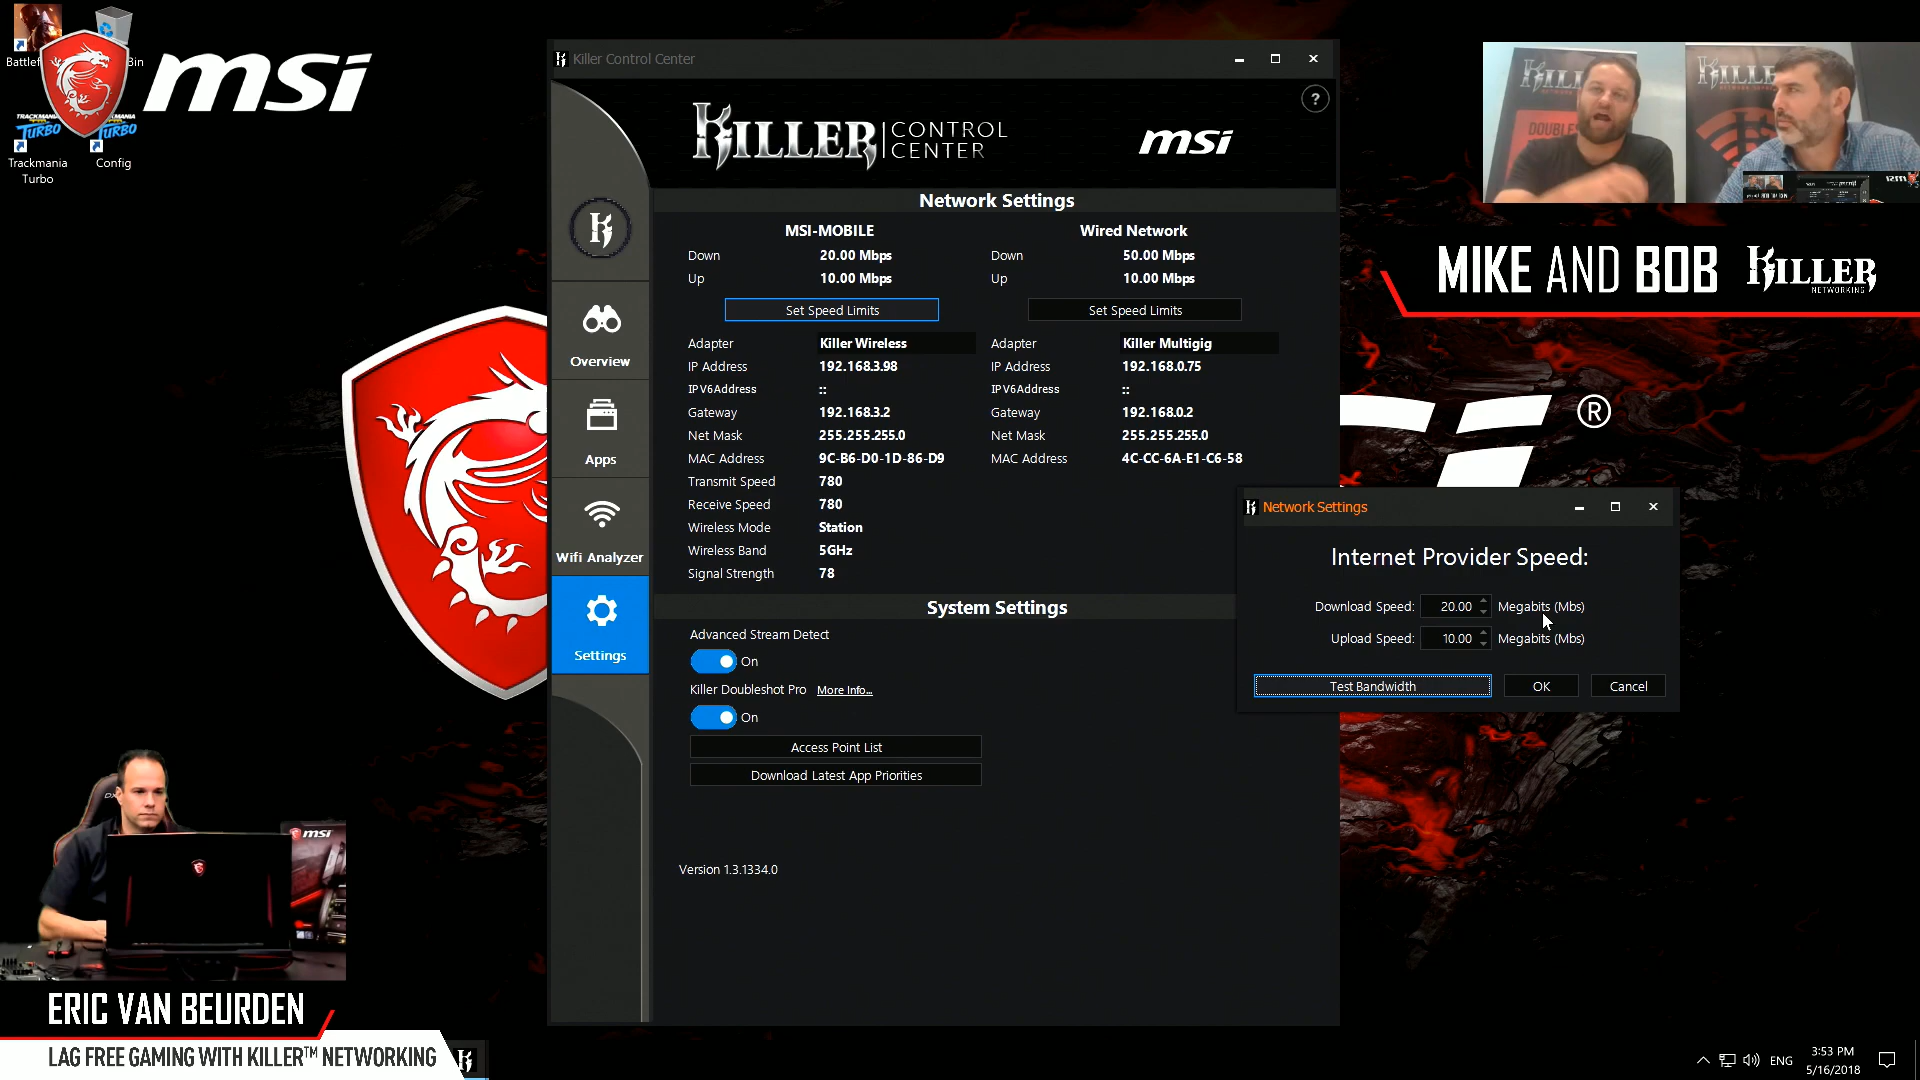 Battlef
Bin
msi
TRACKMANIA
TURBO
TURBO
Trackmania
Turbo
Config
Killer Control Center
?
KILLER
CONTROL
CENTER
msi
Network Settings
MSI-MOBILE
Down 20.00 Mbps
Up 10.00 Mbps
Set Speed Limits
Adapter Killer Wireless
IP Address 192.168.3.98
IPV6Address ::
Gateway 192.168.3.2
Net Mask 255.255.255.0
MAC Address 9C-B6-D0-1D-86-D9
Transmit Speed 780
Receive Speed 780
Wireless Mode Station
Wireless Band 5GHz
Signal Strength 78
Wired Network
Down 50.00 Mbps
Up 10.00 Mbps
Set Speed Limits
Adapter Killer Multigig
IP Address 192.168.0.75
IPV6Address ::
Gateway 192.168.0.2
Net Mask 255.255.255.0
MAC Address 4C-CC-6A-E1-C6-58
Overview
Apps
Wifi Analyzer
Settings
System Settings
Advanced Stream Detect
On
Killer Doubleshot Pro More Info...
On
Access Point List
Download Latest App Priorities
Version 1.3.1334.0
Network Settings
Internet Provider Speed:
Download Speed: 20.00 Megabits (Mbs)
Upload Speed: 10.00 Megabits (Mbs)
Test Bandwidth
OK
Cancel
®
MIKE AND BOB
KILLER
NETWORKING
msi
ERIC VAN BEURDEN
LAG FREE GAMING WITH KILLER™ NETWORKING
ENG
3:53 PM
5/16/2018